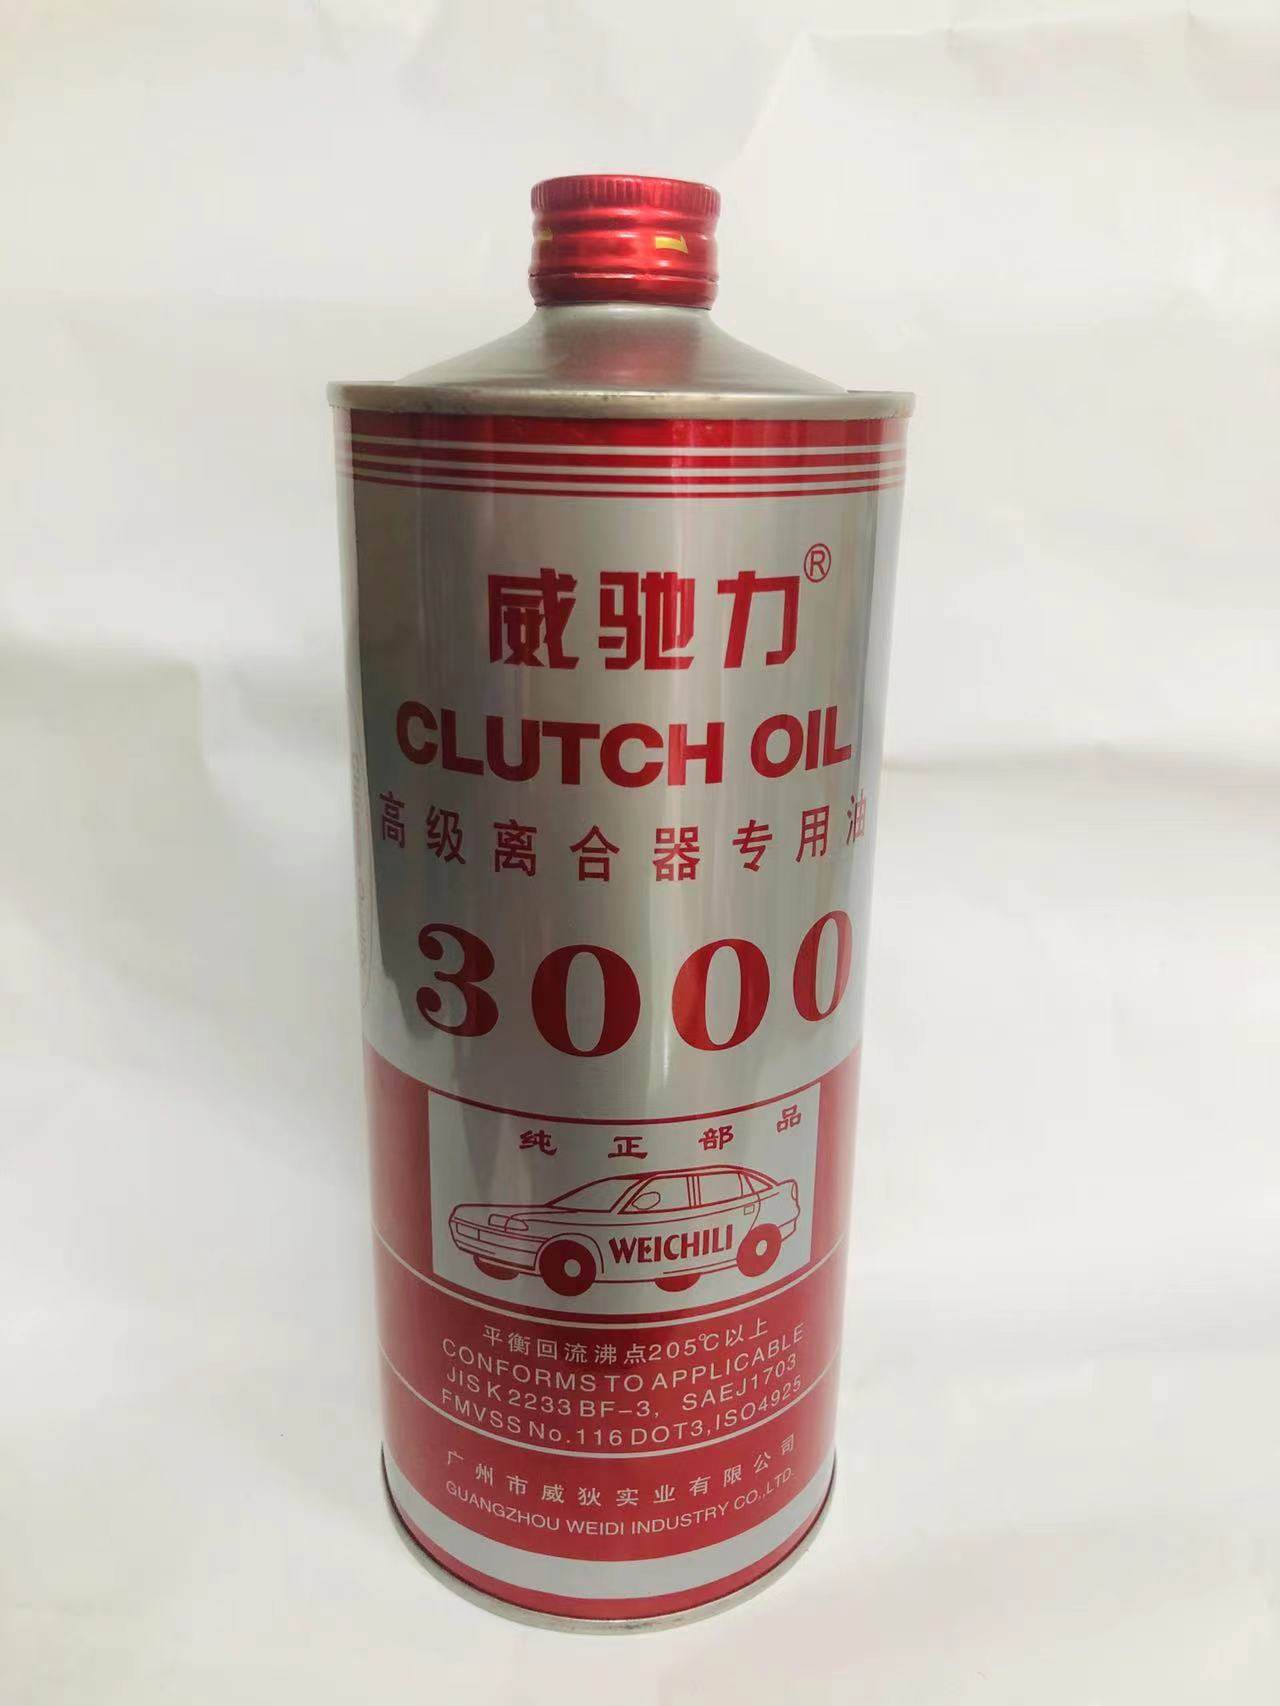 威驰力®
CLUTCH OIL
高级离合器专用油
3000
纯正部品
WEICHILI
平衡回流沸点205℃以上
CONFORMS TO APPLICABLE
JIS K 2233 BF-3, SAEJ1703
FMVSS No.116 DOT3, ISO4925
广州市威狄实业有限公司
GUANGZHOU WEIDI INDUSTRY CO.,LTD.